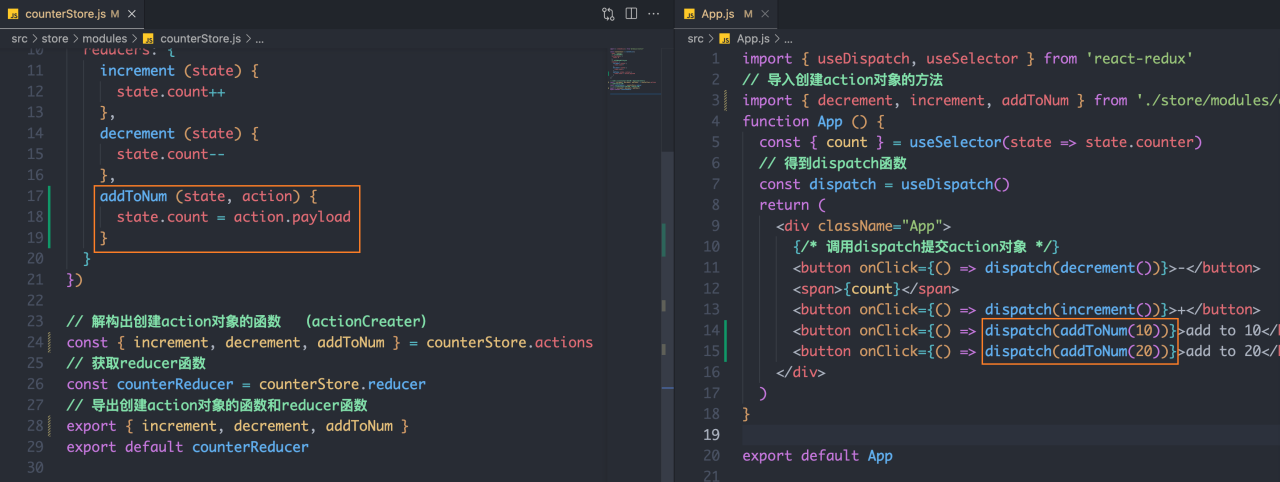 JS counterStore.js M ×
src > store > modules > JS counterStore.js > ...
10 reducers: {
11 increment (state) {
12 state.count++
13 },
14 decrement (state) {
15 state.count--
16 },
17 addToNum (state, action) {
18 state.count = action.payload
19 }
20 }
21 })
22
23 // 解构出创建action对象的函数 （actionCreater）
24 const { increment, decrement, addToNum } = counterStore.actions
25 // 获取reducer函数
26 const counterReducer = counterStore.reducer
27 // 导出创建action对象的函数和reducer函数
28 export { increment, decrement, addToNum }
29 export default counterReducer
30
JS App.js M ×
src > JS App.js > ...
1 import { useDispatch, useSelector } from 'react-redux'
2 // 导入创建action对象的方法
3 import { decrement, increment, addToNum } from './store/modules/
4 function App () {
5 const { count } = useSelector(state => state.counter)
6 // 得到dispatch函数
7 const dispatch = useDispatch()
8 return (
9 <div className="App">
10 {/* 调用dispatch提交action对象 */}
11 <button onClick={() => dispatch(decrement())}>-</button>
12 <span>{count}</span>
13 <button onClick={() => dispatch(increment())}>+</button>
14 <button onClick={() => dispatch(addToNum(10))}>add to 10</
15 <button onClick={() => dispatch(addToNum(20))}>add to 20</
16 </div>
17 )
18 }
19
20 export default App
21